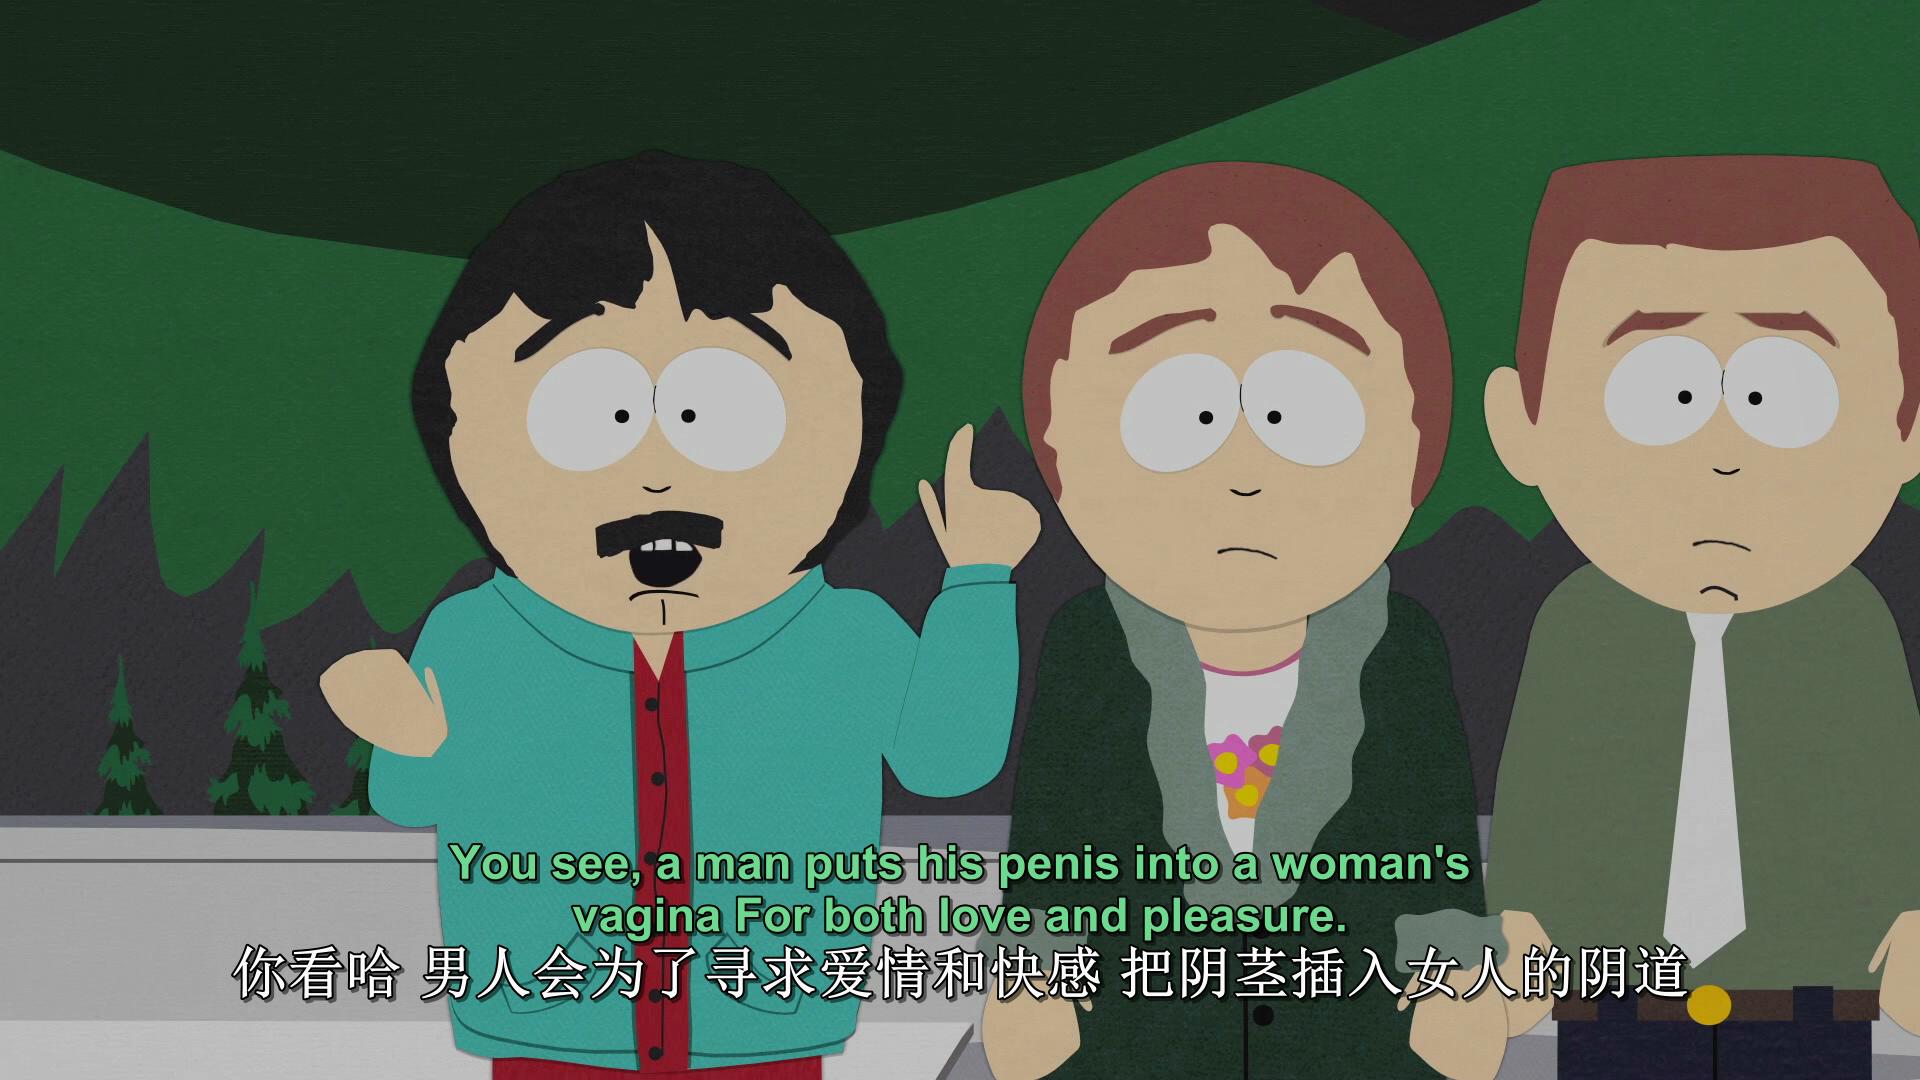 You see, a man puts his penis into a woman's
vagina For both love and pleasure.
你看哈 男人会为了寻求爱情和快感 把阴茎插入女人的阴道